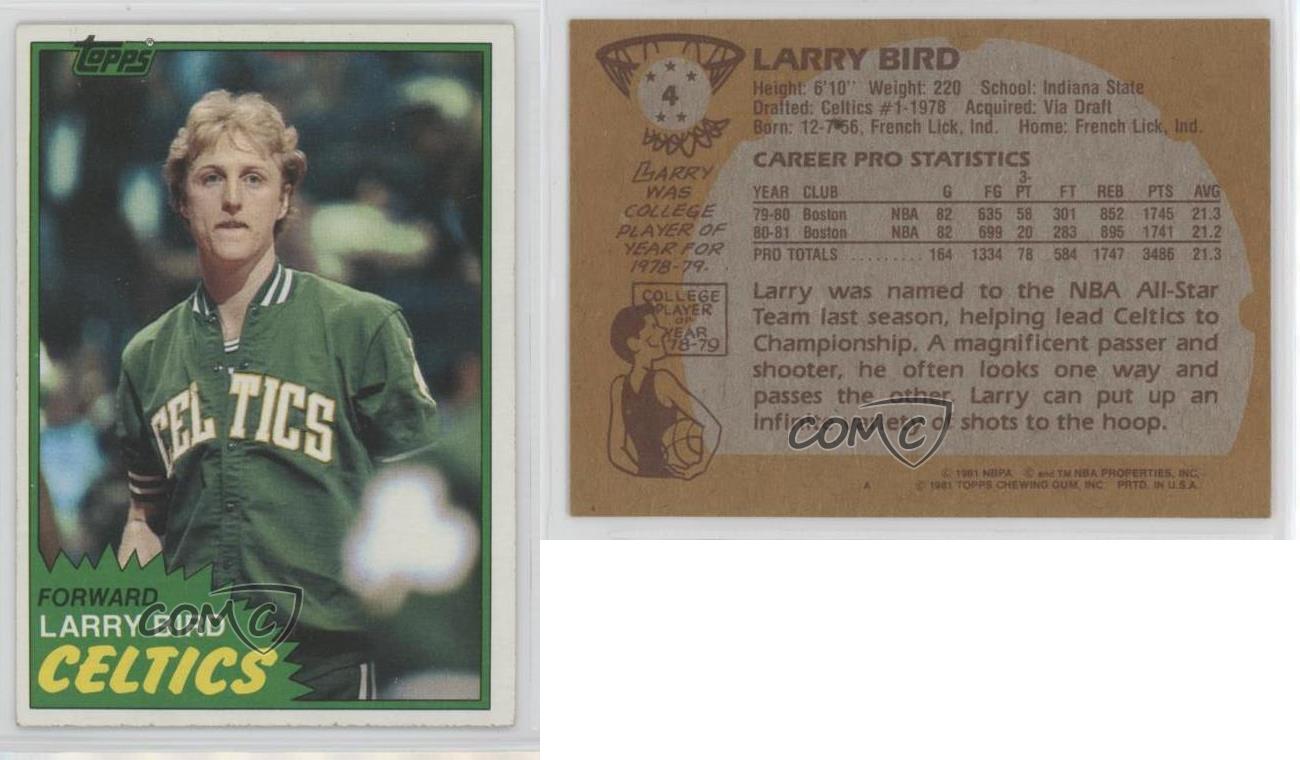 topps®
CELTICS
FORWARD
LARRY BIRD
CELTICS
COMC
4
LARRY BIRD
Height: 6'10" Weight: 220 School: Indiana State
Drafted: Celtics #1-1978 Acquired: Via Draft
Born: 12-7-56, French Lick, Ind. Home: French Lick, Ind.
CAREER PRO STATISTICS
YEAR CLUB G FG 3-PT FT REB PTS AVG
79-80 Boston NBA 82 635 58 301 852 1745 21.3
80-81 Boston NBA 82 699 20 283 895 1741 21.2
PRO TOTALS ......... 164 1334 78 584 1747 3486 21.3
LARRY
WAS
COLLEGE
PLAYER OF
YEAR FOR
1978-79.
COLLEGE
PLAYER
OF
YEAR
78-79
Larry was named to the NBA All-Star
Team last season, helping lead Celtics to
Championship. A magnificent passer and
shooter, he often looks one way and
passes the other. Larry can put up an
infinite variety of shots to the hoop.
COMC
© 1981 NBPA © and TM NBA PROPERTIES, INC.
A © 1981 TOPPS CHEWING GUM, INC. PRTD. IN U.S.A.